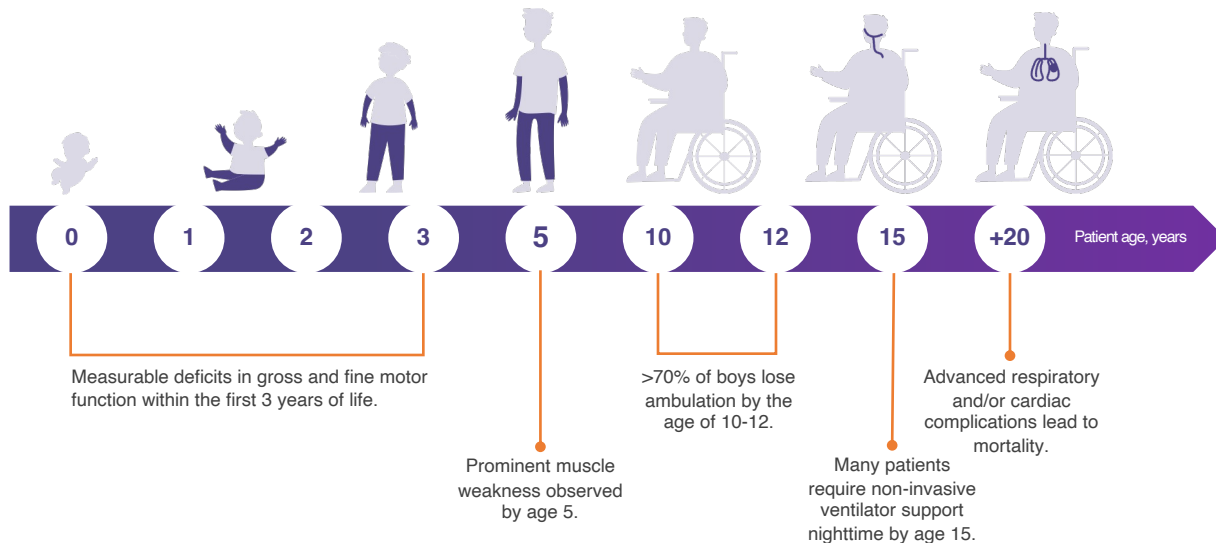 0
1
2
3
5
10
12
15
+20
Patient age, years
Measurable deficits in gross and fine motor
function within the first 3 years of life.
Prominent muscle
weakness observed
by age 5.
>70% of boys lose
ambulation by the
age of 10-12.
Many patients
require non-invasive
ventilator support
nighttime by age 15.
Advanced respiratory
and/or cardiac
complications lead to
mortality.